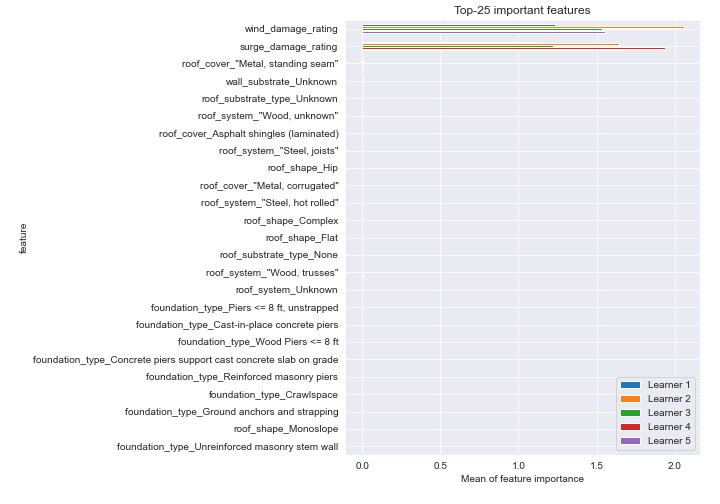 Top-25 important features
wind_damage_rating
surge_damage_rating
roof_cover_"Metal, standing seam"
wall_substrate_Unknown
roof_substrate_type_Unknown
roof_system_"Wood, unknown"
roof_cover_Asphalt shingles (laminated)
roof_system_"Steel, joists"
roof_shape_Hip
roof_cover_"Metal, corrugated"
roof_system_"Steel, hot rolled"
roof_shape_Complex
roof_shape_Flat
roof_substrate_type_None
roof_system_"Wood, trusses"
roof_system_Unknown
foundation_type_Piers <= 8 ft, unstrapped
foundation_type_Cast-in-place concrete piers
foundation_type_Wood Piers <= 8 ft
foundation_type_Concrete piers support cast concrete slab on grade
foundation_type_Reinforced masonry piers
foundation_type_Crawlspace
foundation_type_Ground anchors and strapping
roof_shape_Monoslope
foundation_type_Unreinforced masonry stem wall
feature
Learner 1
Learner 2
Learner 3
Learner 4
Learner 5
0.0 0.5 1.0 1.5 2.0
Mean of feature importance